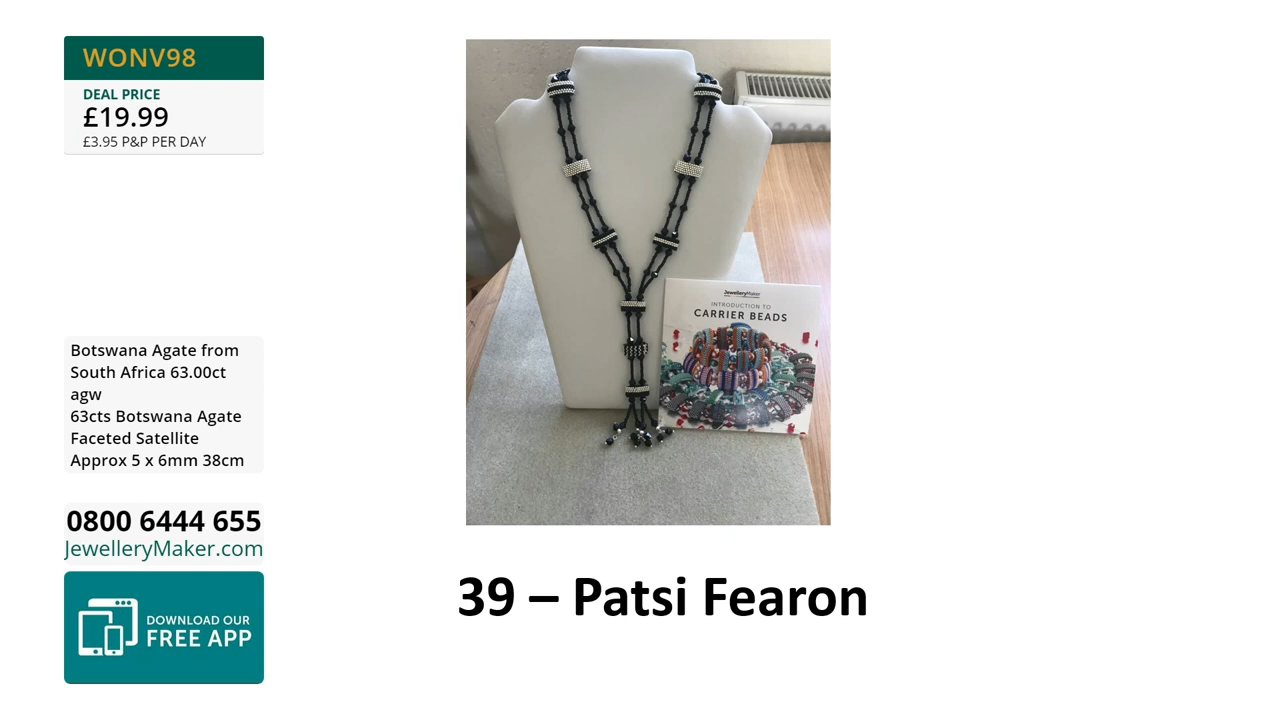 WONV98
DEAL PRICE
£19.99
£3.95 P&P PER DAY
Botswana Agate from
South Africa 63.00ct
agw
63cts Botswana Agate
Faceted Satellite
Approx 5 x 6mm 38cm
0800 6444 655
JewelleryMaker.com
DOWNLOAD OUR
FREE APP
JewelleryMaker
INTRODUCTION TO
CARRIER BEADS
39 – Patsi Fearon